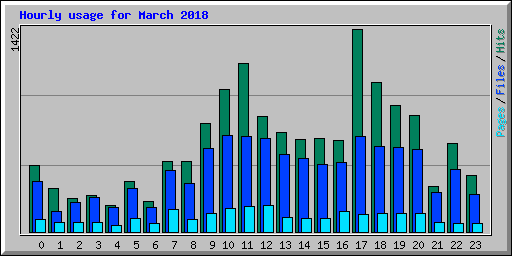 Hourly usage for March 2018
1422
Pages/Files/Hits
0 1 2 3 4 5 6 7 8 9 10 11 12 13 14 15 16 17 18 19 20 21 22 23